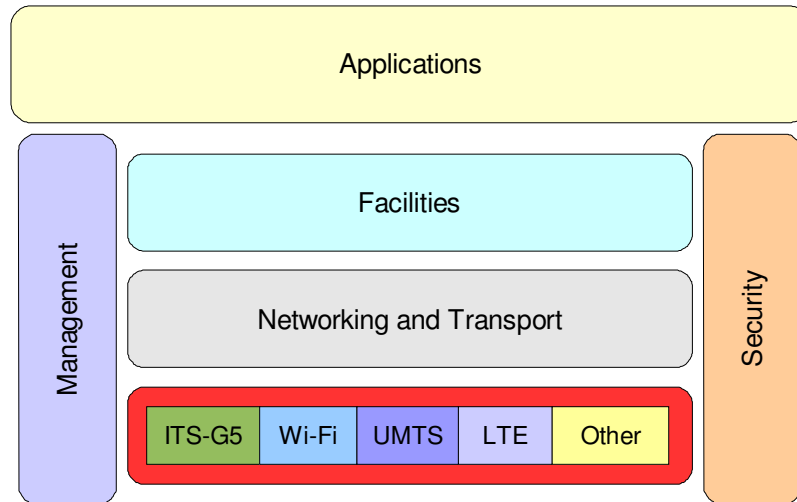 Applications
Management
Facilities
Networking and Transport
Security
ITS-G5
Wi-Fi
UMTS
LTE
Other